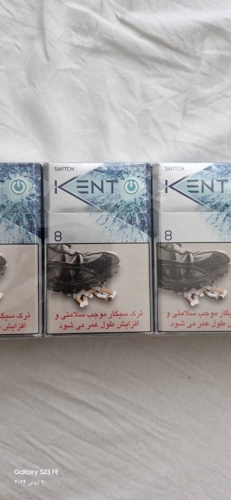 SWITCH
KENT
8
ترک سیگار موجب سلامتی و
افزایش طول عمر می شود
SWITCH
KENT
8
ترک سیگار موجب سلامتی و
افزایش طول عمر می شود
Galaxy S23 FE